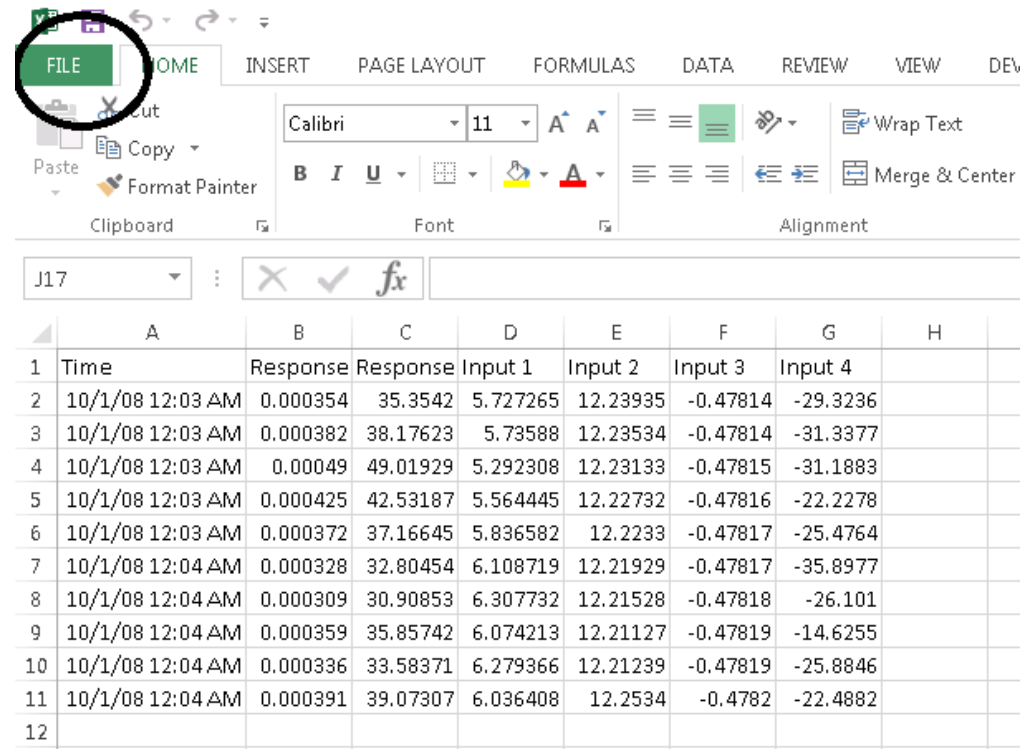 FILE HOME INSERT PAGE LAYOUT FORMULAS DATA REVIEW VIEW DEV
Cut
Calibri 11 A A Wrap Text
Copy
Paste
B I U A Merge & Center
Format Painter
Clipboard Font Alignment
J17 fx
A B C D E F G H
1 Time Response Response Input 1 Input 2 Input 3 Input 4
2 10/1/08 12:03 AM 0.000354 35.3542 5.727265 12.23935 -0.47814 -29.3236
3 10/1/08 12:03 AM 0.000382 38.17623 5.73588 12.23534 -0.47814 -31.3377
4 10/1/08 12:03 AM 0.00049 49.01929 5.292308 12.23133 -0.47815 -31.1883
5 10/1/08 12:03 AM 0.000425 42.53187 5.564445 12.22732 -0.47816 -22.2278
6 10/1/08 12:03 AM 0.000372 37.16645 5.836582 12.2233 -0.47817 -25.4764
7 10/1/08 12:04 AM 0.000328 32.80454 6.108719 12.21929 -0.47817 -35.8977
8 10/1/08 12:04 AM 0.000309 30.90853 6.307732 12.21528 -0.47818 -26.101
9 10/1/08 12:04 AM 0.000359 35.85742 6.074213 12.21127 -0.47819 -14.6255
10 10/1/08 12:04 AM 0.000336 33.58371 6.279366 12.21239 -0.47819 -25.8846
11 10/1/08 12:04 AM 0.000391 39.07307 6.036408 12.2534 -0.4782 -22.4882
12